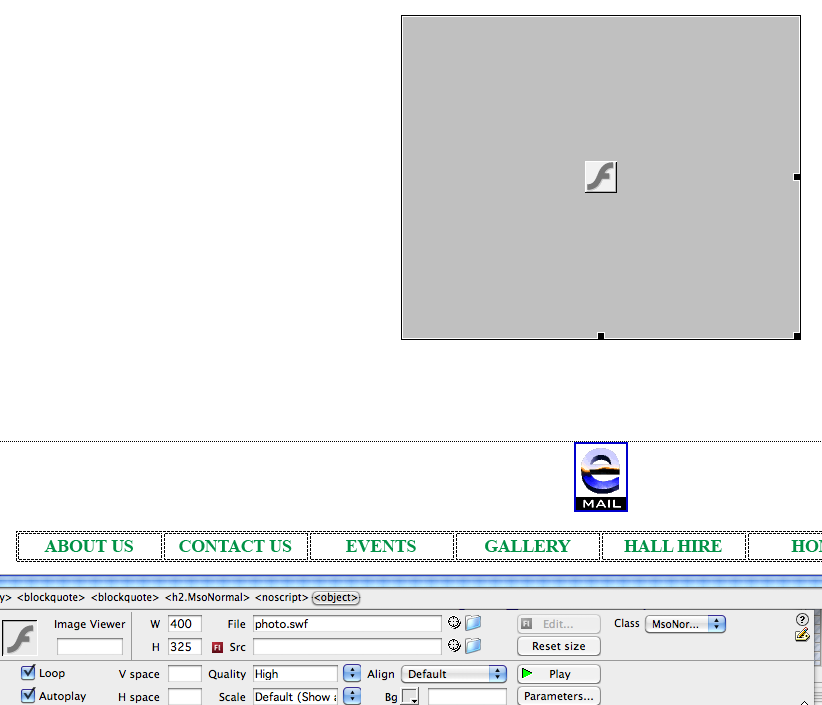 MAIL
ABOUT US CONTACT US EVENTS GALLERY HALL HIRE HOM
y> <blockquote> <blockquote> <h2.MsoNormal> <noscript> <object>
Image Viewer W 400 File photo.swf Edit... Class MsoNor... ?
H 325 Src Reset size
Loop V space Quality High Align Default Play
Autoplay H space Scale Default (Show a Bg Parameters...